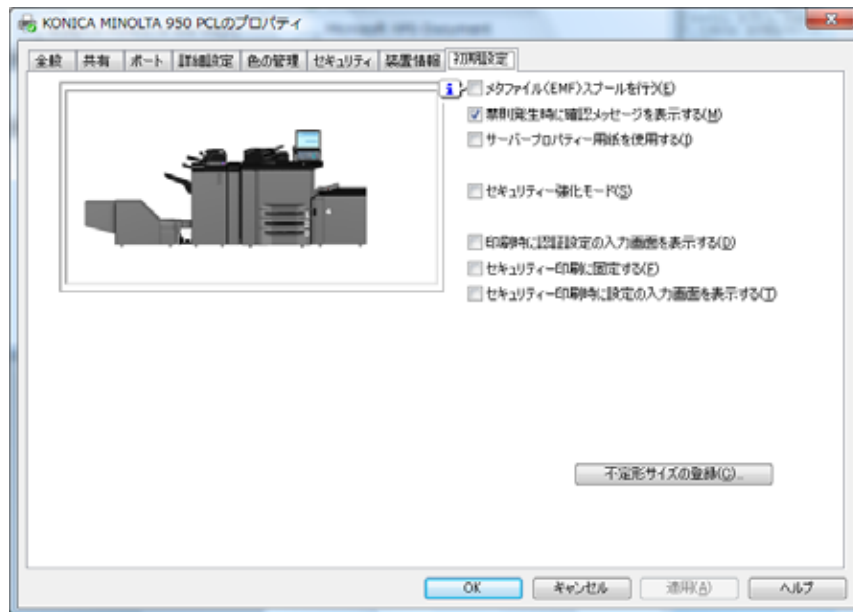 KONICA MINOLTA 950 PCLのプロパティ
全般 共有 ポート 詳細設定 色の管理 セキュリティ 装置情報 初期設定
メタファイル(EMF)スプールを行う(E)
禁則発生時に確認メッセージを表示する(M)
サーバープロパティー用紙を使用する(I)
セキュリティー強化モード(S)
印刷時に認証設定の入力画面を表示する(D)
セキュリティー印刷に固定する(F)
セキュリティー印刷時に設定の入力画面を表示する(T)
不定形サイズの登録(C)...
OK キャンセル 適用(A) ヘルプ